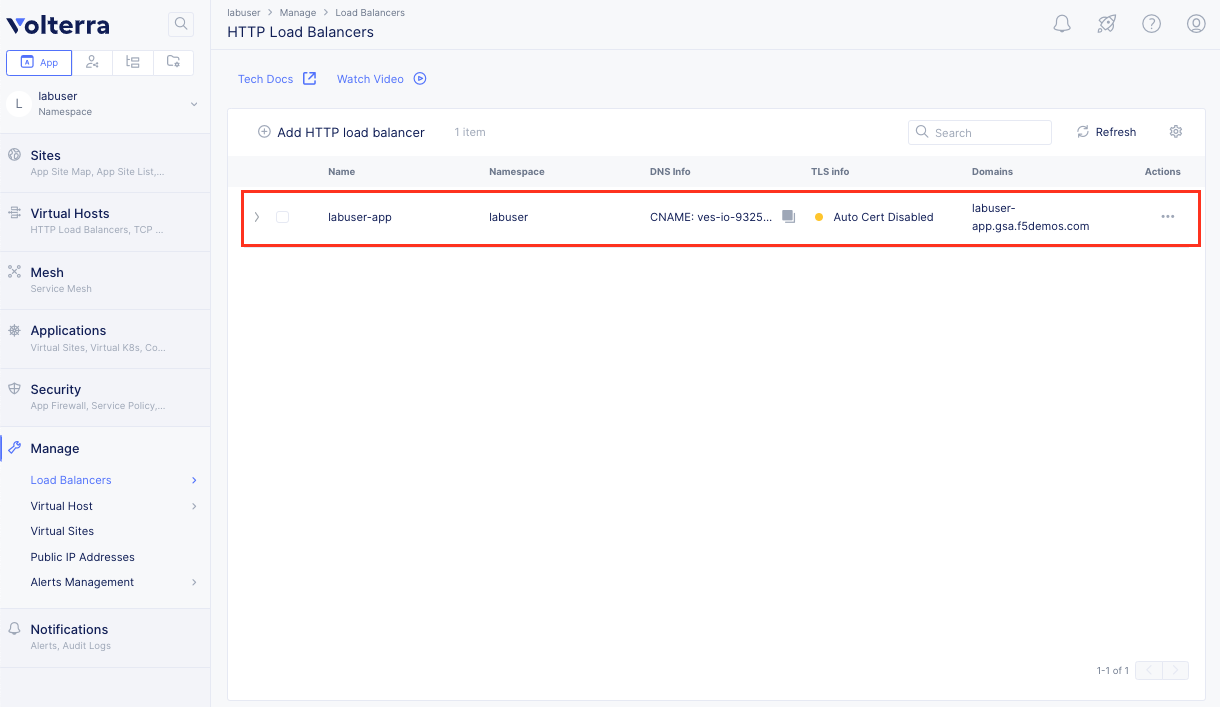 volterra
App
L
labuser
Namespace
Sites
App Site Map, App Site List,...
Virtual Hosts
HTTP Load Balancers, TCP ...
Mesh
Service Mesh
Applications
Virtual Sites, Virtual K8s, Co...
Security
App Firewall, Service Policy,...
Manage
Load Balancers
Virtual Host
Virtual Sites
Public IP Addresses
Alerts Management
Notifications
Alerts, Audit Logs
labuser > Manage > Load Balancers
HTTP Load Balancers
Tech Docs Watch Video
Add HTTP load balancer 1 item Search Refresh
Name Namespace DNS Info TLS info Domains Actions
labuser-app labuser CNAME: ves-io-9325... Auto Cert Disabled labuser-
app.gsa.f5demos.com
1-1 of 1